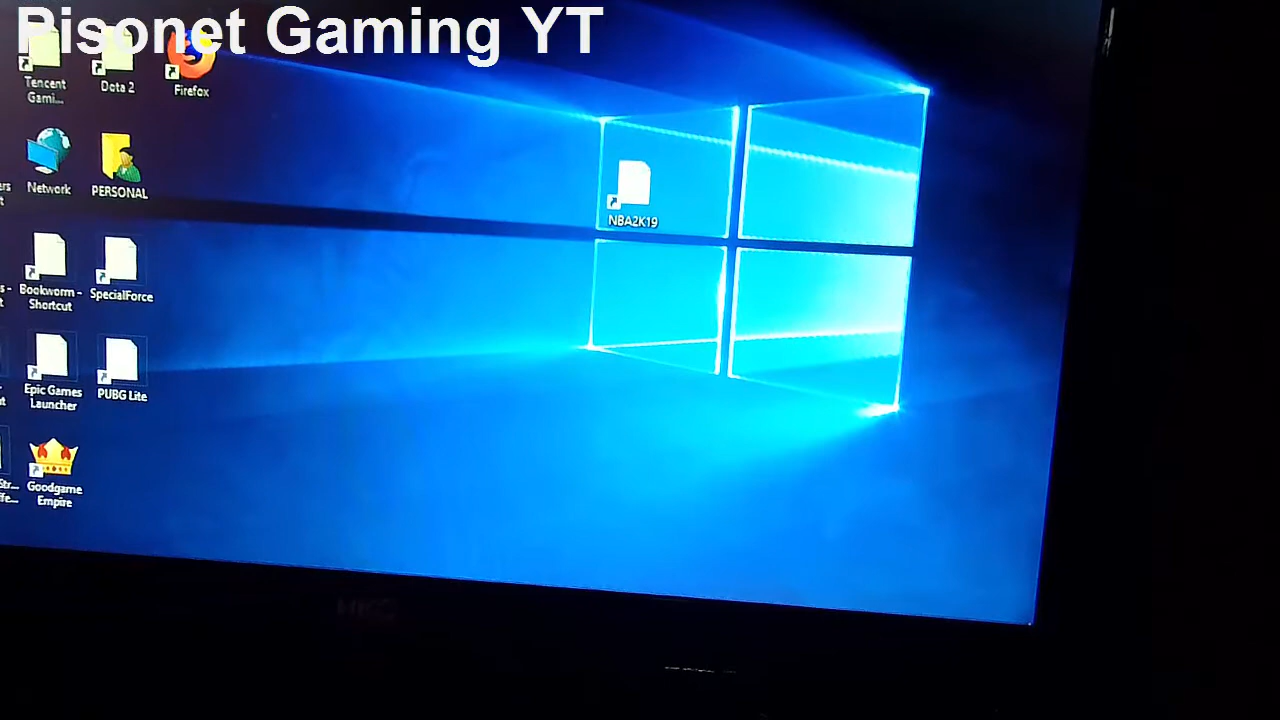 Pisonet Gaming YT
Tencent
Gami...
Dota 2
Firefox
Network
PERSONAL
NBA2K19
Bookworm -
Shortcut
SpecialForce
Epic Games
Launcher
PUBG Lite
Goodgame
Empire
HKC